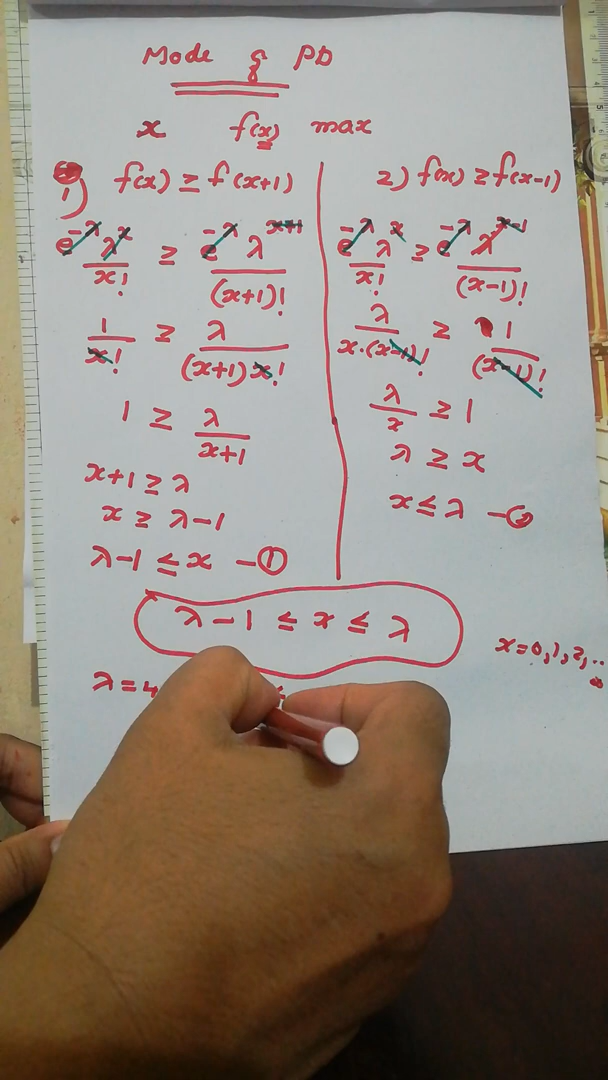 Mode of PD
x f(x) max
1) f(x) ≥ f(x+1)
e^-λ λ^x / x! ≥ e^-λ λ^x+1 / (x+1)!
1 / x! ≥ λ / (x+1) x!
1 ≥ λ / x+1
x+1 ≥ λ
x ≥ λ-1
λ-1 ≤ x -①
2) f(x) ≥ f(x-1)
e^-λ λ^x / x! ≥ e^-λ λ^x-1 / (x-1)!
λ / x.(x-1)! ≥ 1 / (x-1)!
λ / x ≥ 1
λ ≥ x
x ≤ λ -②
λ-1 ≤ x ≤ λ
x=0,1,2,..
∞
λ=4 ≤